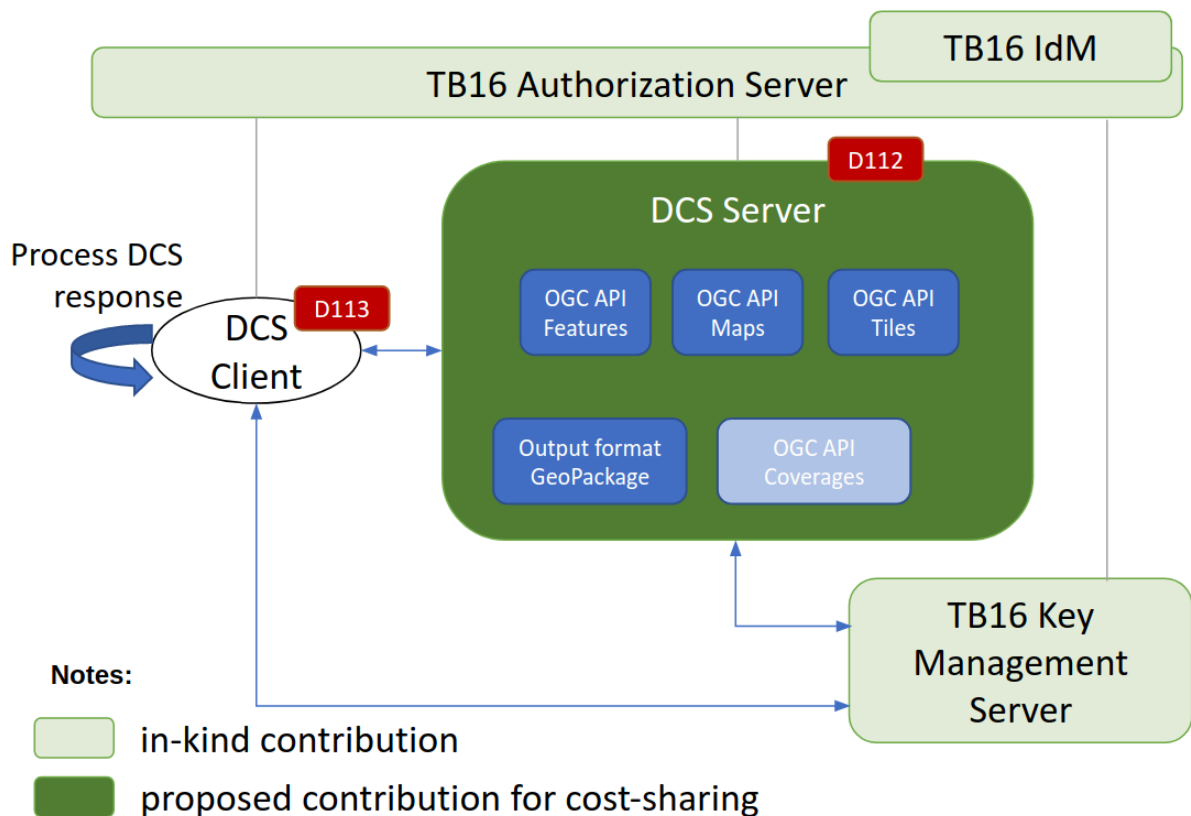 TB16 IdM
TB16 Authorization Server
D112
DCS Server
Process DCS
response
D113
DCS
Client
OGC API
Features
OGC API
Maps
OGC API
Tiles
Output format
GeoPackage
OGC API
Coverages
TB16 Key
Management
Server
Notes:
in-kind contribution
proposed contribution for cost-sharing